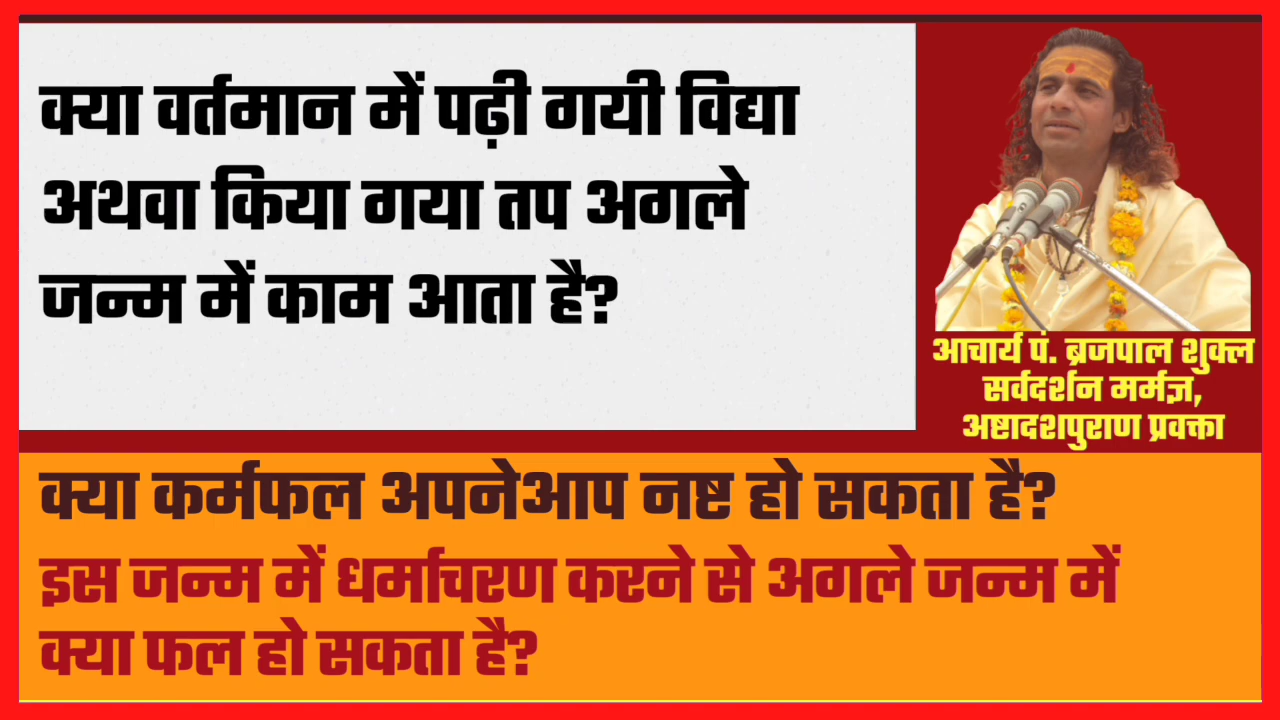 क्या वर्तमान में पढ़ी गयी विद्या
अथवा किया गया तप अगले
जन्म में काम आता है?
आचार्य पं. ब्रजपाल शुक्ल
सर्वदर्शन मर्मज्ञ,
अष्टादशपुराण प्रवक्ता
क्या कर्मफल अपनेआप नष्ट हो सकता है?
इस जन्म में धर्माचरण करने से अगले जन्म में
क्या फल हो सकता है?